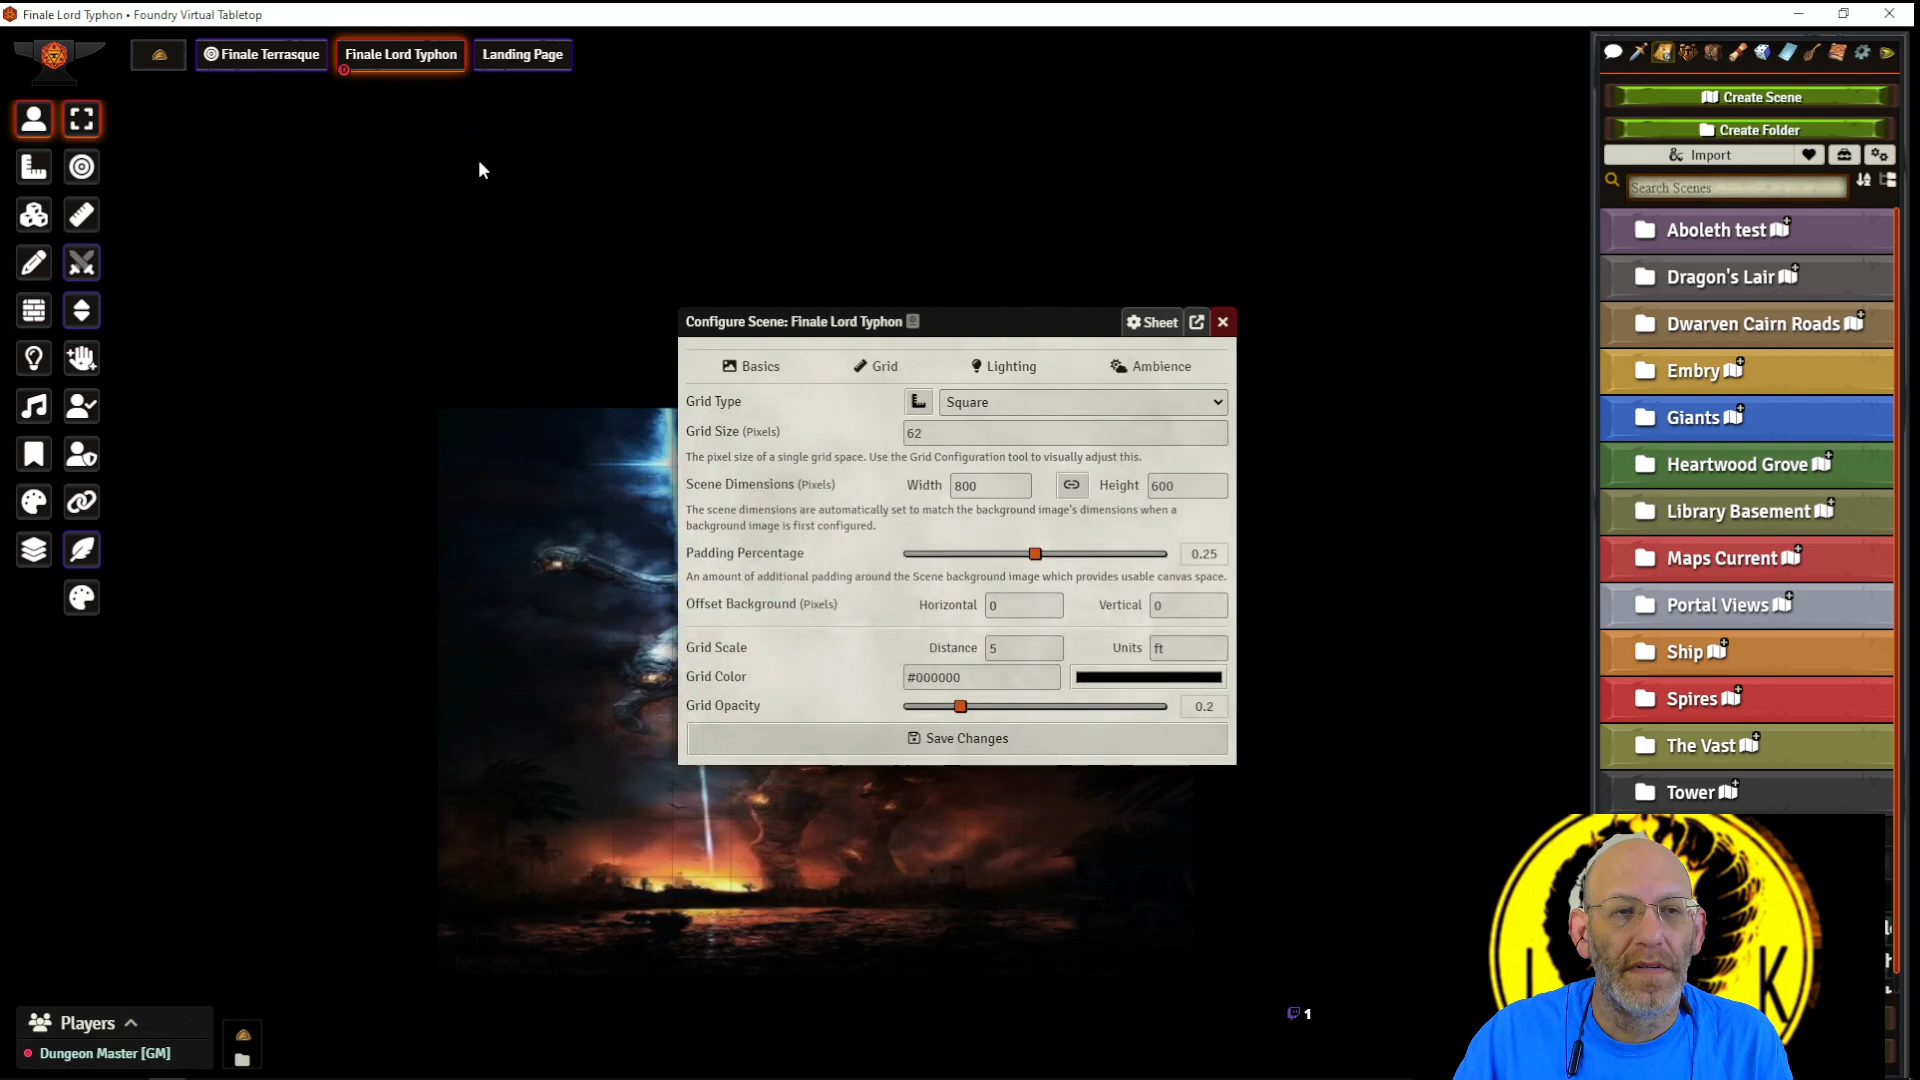 Finale Lord Typhon • Foundry Virtual Tabletop
Finale Terrasque
Finale Lord Typhon
Landing Page
Create Scene
Create Folder
Import
Search Scenes
Aboleth test
Dragon's Lair
Dwarven Cairn Roads
Embry
Giants
Heartwood Grove
Library Basement
Maps Current
Portal Views
Ship
Spires
The Vast
Tower
Configure Scene: Finale Lord Typhon
Sheet
Basics
Grid
Lighting
Ambience
Grid Type
Square
Grid Size (Pixels)
62
The pixel size of a single grid space. Use the Grid Configuration tool to visually adjust this.
Scene Dimensions (Pixels)
Width
800
Height
600
The scene dimensions are automatically set to match the background image's dimensions when a
background image is first configured.
Padding Percentage
0.25
An amount of additional padding around the Scene background image which provides usable canvas space.
Offset Background (Pixels)
Horizontal
0
Vertical
0
Grid Scale
Distance
5
Units
ft
Grid Color
#000000
Grid Opacity
0.2
Save Changes
Players
Dungeon Master [GM]
1
K